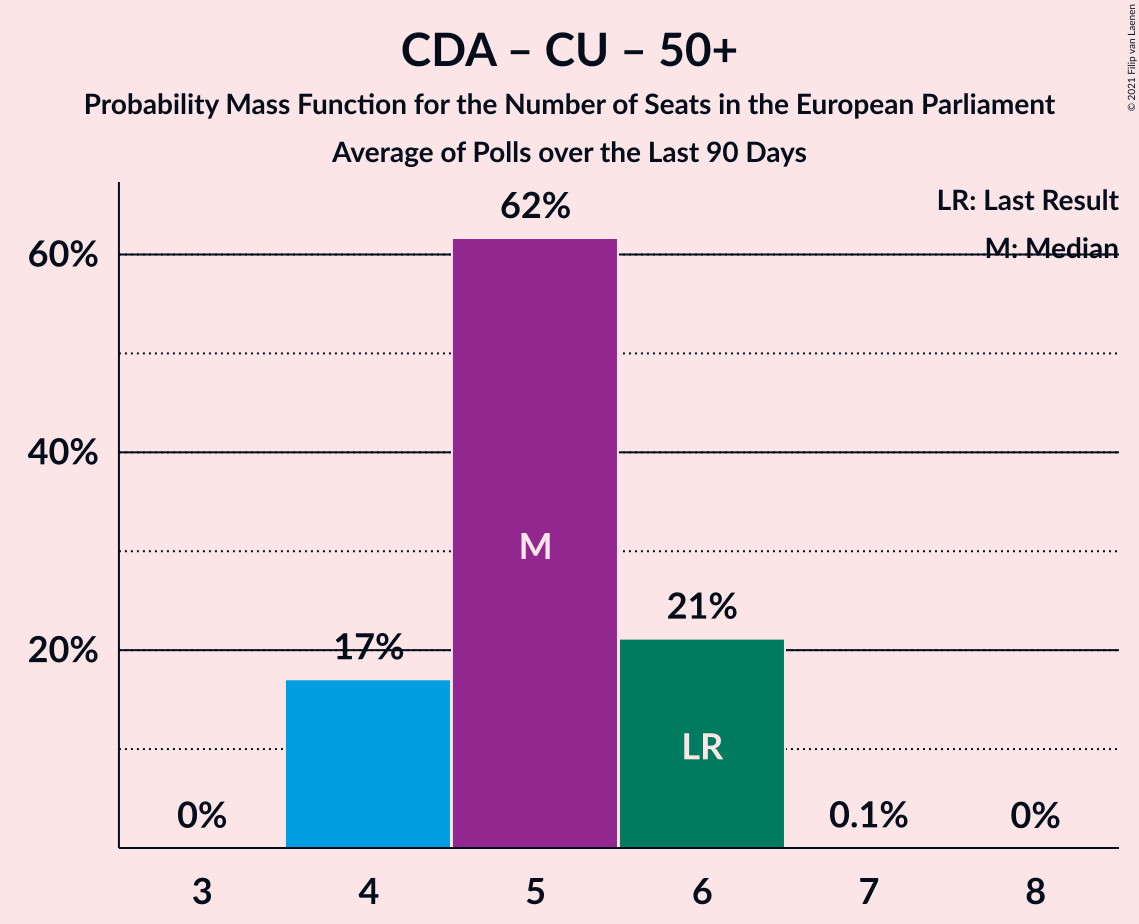 CDA – CU – 50+
Probability Mass Function for the Number of Seats in the European Parliament
Average of Polls over the Last 90 Days
© 2021 Filip van Laenen
LR: Last Result
M: Median
60%
40%
20%
0%
17%
62%
M
21%
LR
0.1%
0%
3
4
5
6
7
8